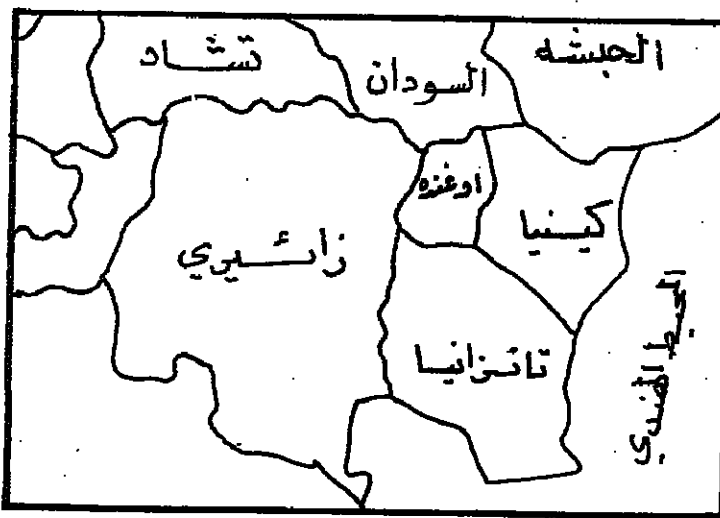 الحبشه
السودان
تشاد
اوغنده
كينيا
زائيري
تانزانيا
المحيط الهندي